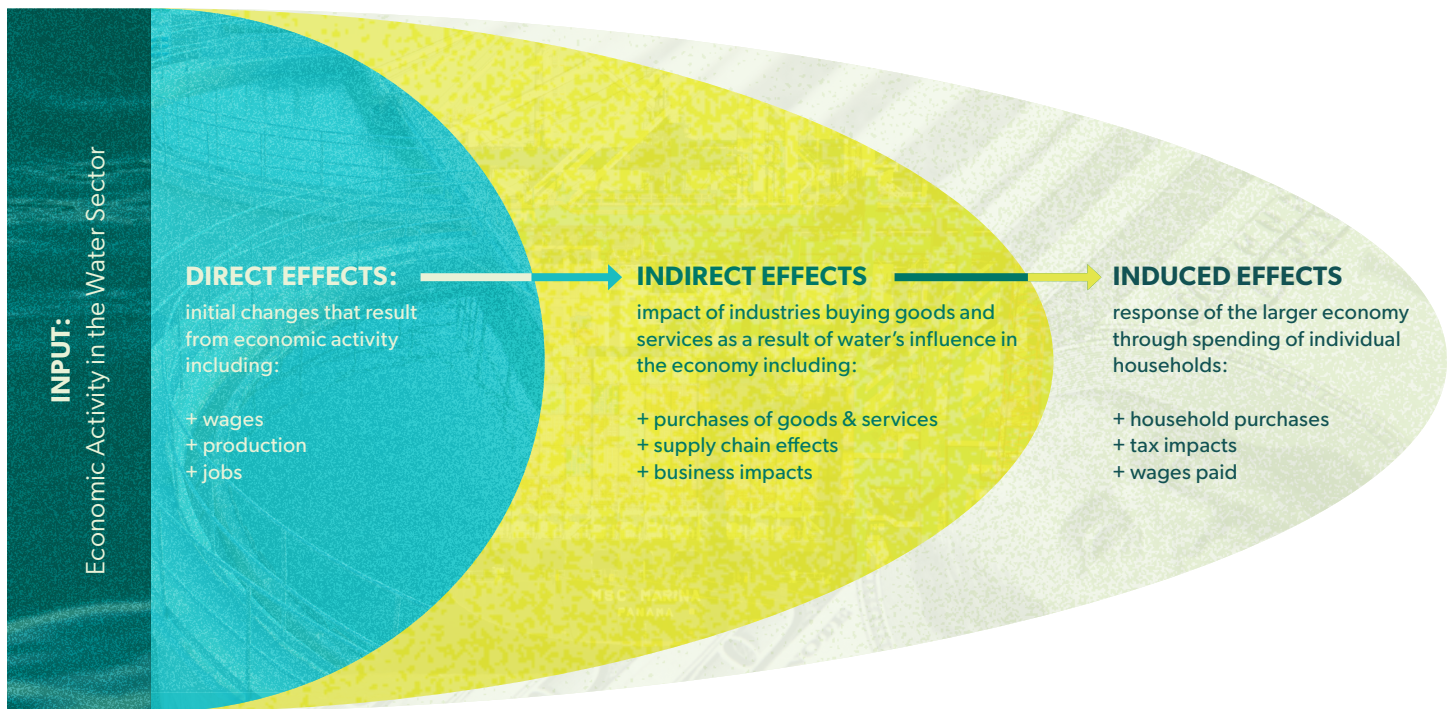 INPUT:
Economic Activity in the Water Sector
DIRECT EFFECTS:
initial changes that result
from economic activity
including:
+ wages
+ production
+ jobs
INDIRECT EFFECTS
impact of industries buying goods and
services as a result of water’s influence in
the economy including:
+ purchases of goods & services
+ supply chain effects
+ business impacts
INDUCED EFFECTS
response of the larger economy
through spending of individual
households:
+ household purchases
+ tax impacts
+ wages paid
MARINA
PANAMA